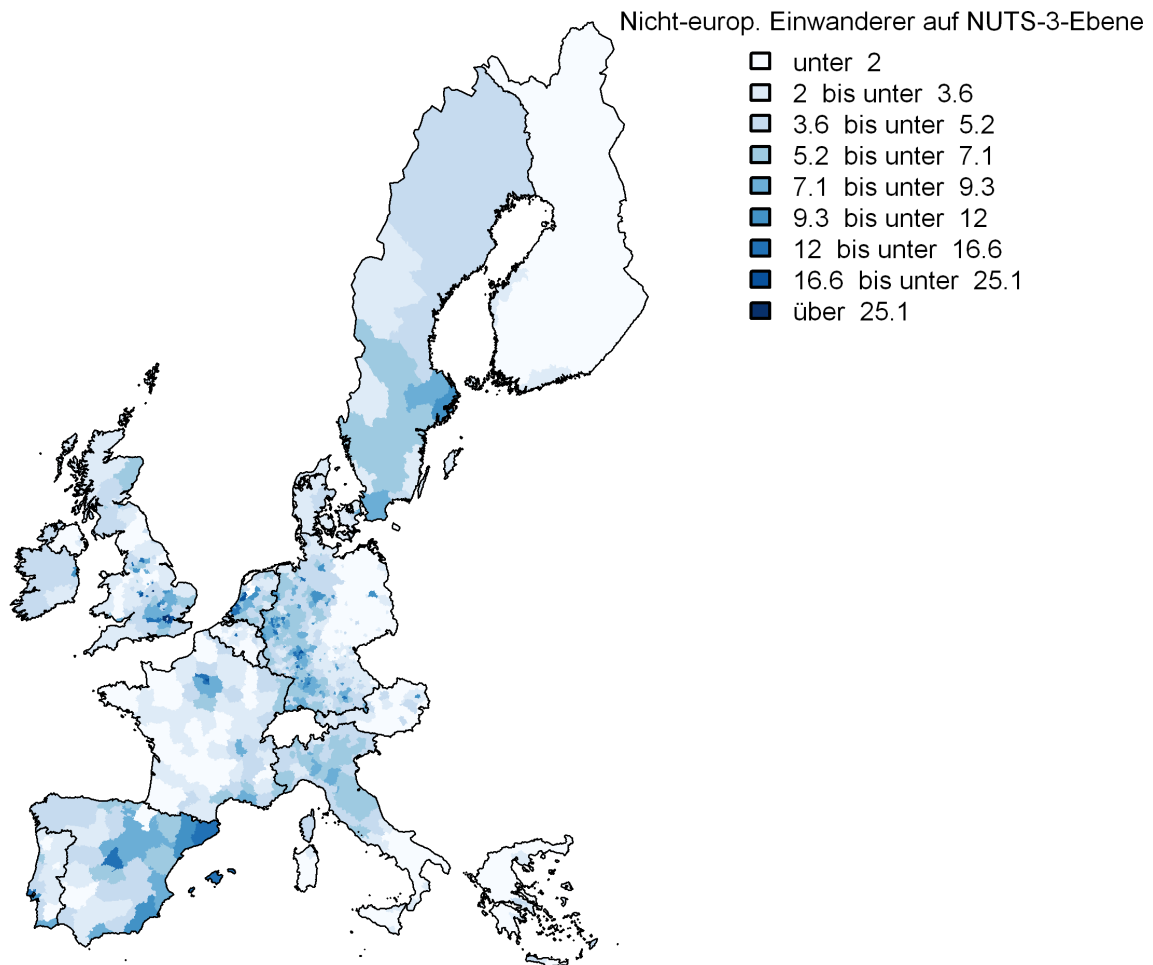 Nicht-europ. Einwanderer auf NUTS-3-Ebene
unter 2
2 bis unter 3.6
3.6 bis unter 5.2
5.2 bis unter 7.1
7.1 bis unter 9.3
9.3 bis unter 12
12 bis unter 16.6
16.6 bis unter 25.1
über 25.1